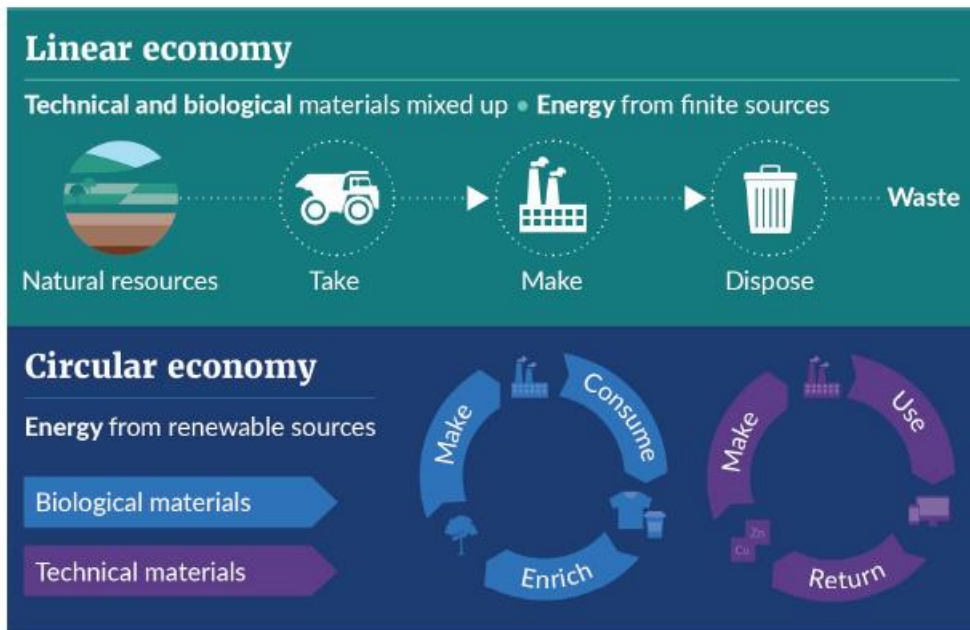 Linear economy
Technical and biological materials mixed up • Energy from finite sources
Waste
Natural resources Take Make Dispose
Circular economy
Energy from renewable sources
Biological materials
Technical materials
Make
Consume
Enrich
Make
Use
Return
Zn
Cu